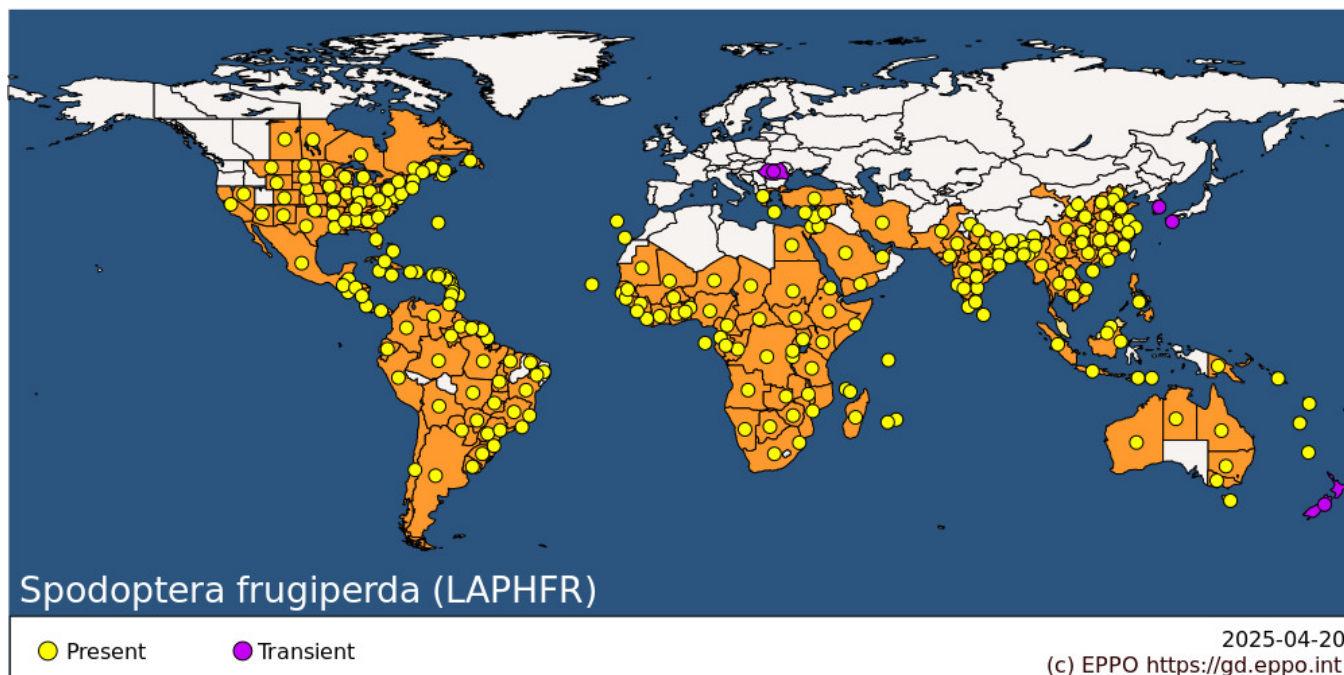 Spodoptera frugiperda (LAPHFR)
Present
Transient
2025-04-20
(c) EPPO https://gd.eppo.int